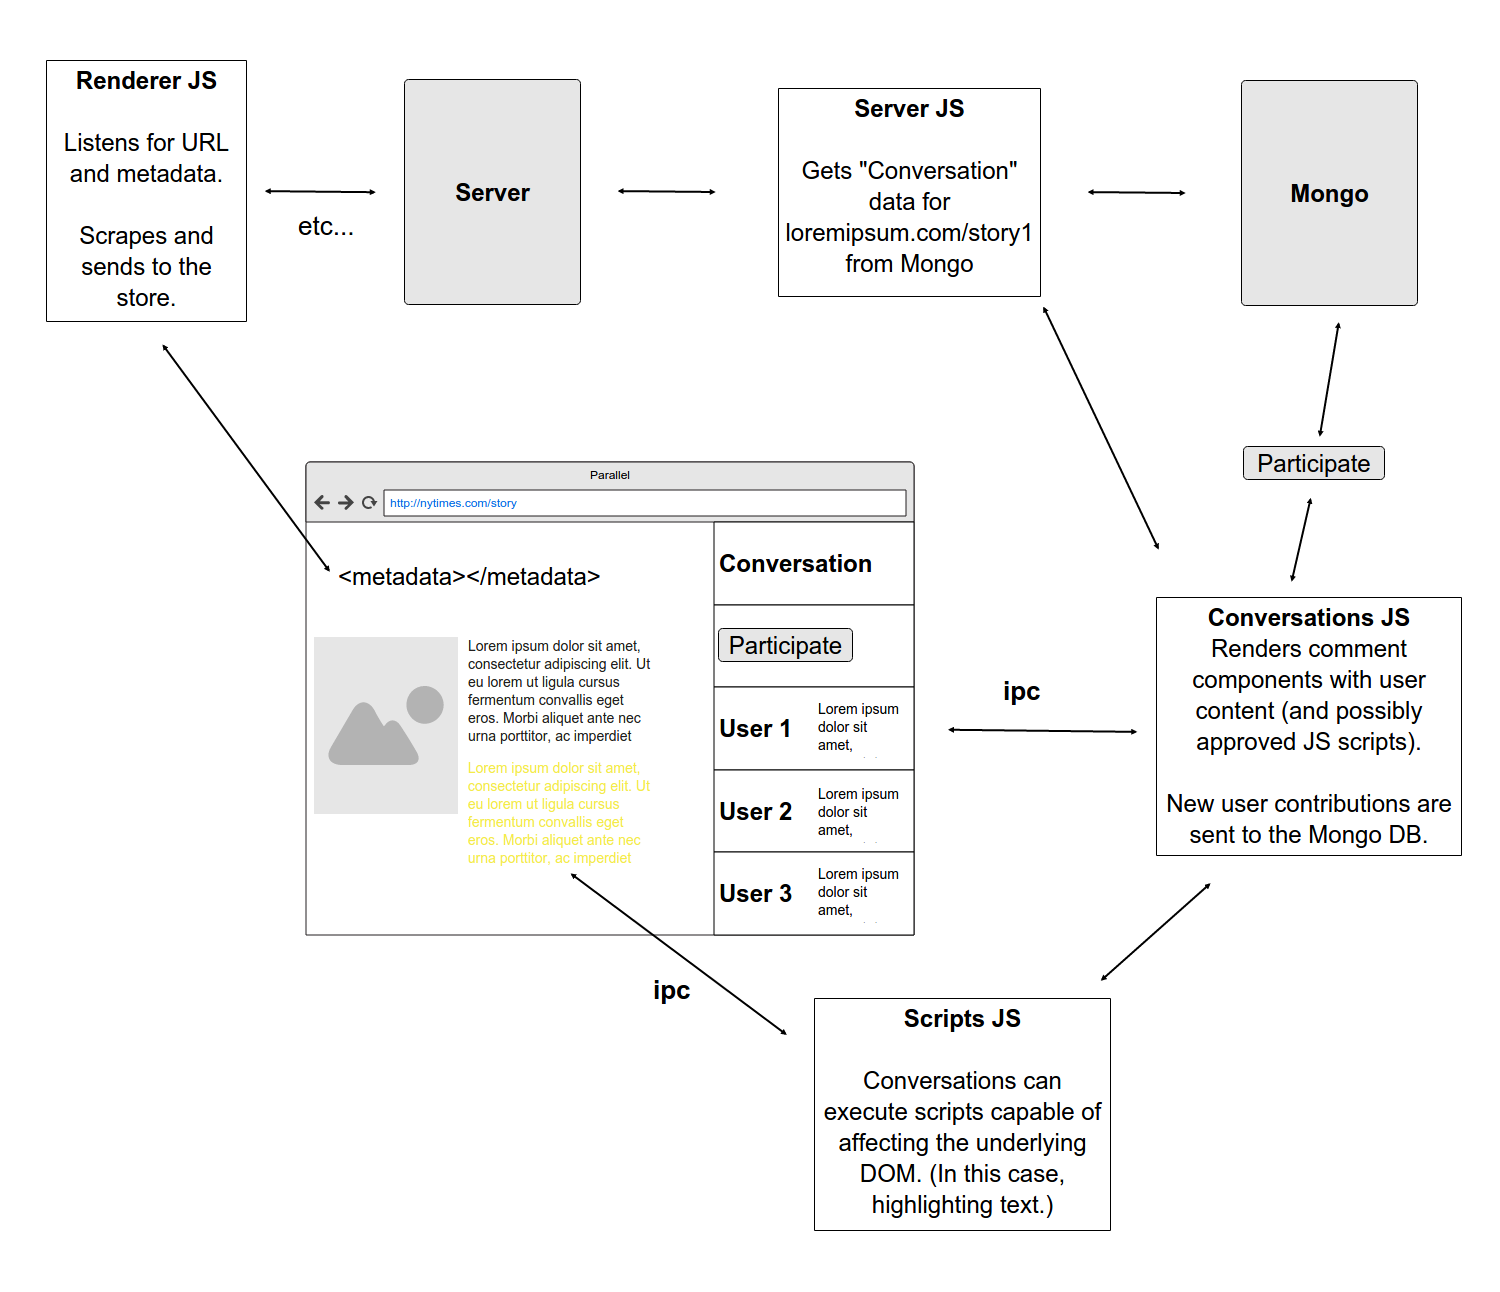 Renderer JS
Listens for URL
and metadata.
Scrapes and
sends to the
store.
etc...
Server
Server JS
Gets "Conversation"
data for
loremipsum.com/story1
from Mongo
Mongo
Participate
Parallel
http://nytimes.com/story
<metadata></metadata>
Lorem ipsum dolor sit amet,
consectetur adipiscing elit. Ut
eu lorem ut ligula cursus
fermentum convallis eget
eros. Morbi aliquet ante nec
urna porttitor, ac imperdiet
Lorem ipsum dolor sit amet,
consectetur adipiscing elit. Ut
eu lorem ut ligula cursus
fermentum convallis eget
eros. Morbi aliquet ante nec
urna porttitor, ac imperdiet
Conversation
Participate
User 1
Lorem ipsum
dolor sit
amet,
User 2
Lorem ipsum
dolor sit
amet,
User 3
Lorem ipsum
dolor sit
amet,
ipc
Conversations JS
Renders comment
components with user
content (and possibly
approved JS scripts).
New user contributions are
sent to the Mongo DB.
ipc
Scripts JS
Conversations can
execute scripts capable of
affecting the underlying
DOM. (In this case,
highlighting text.)